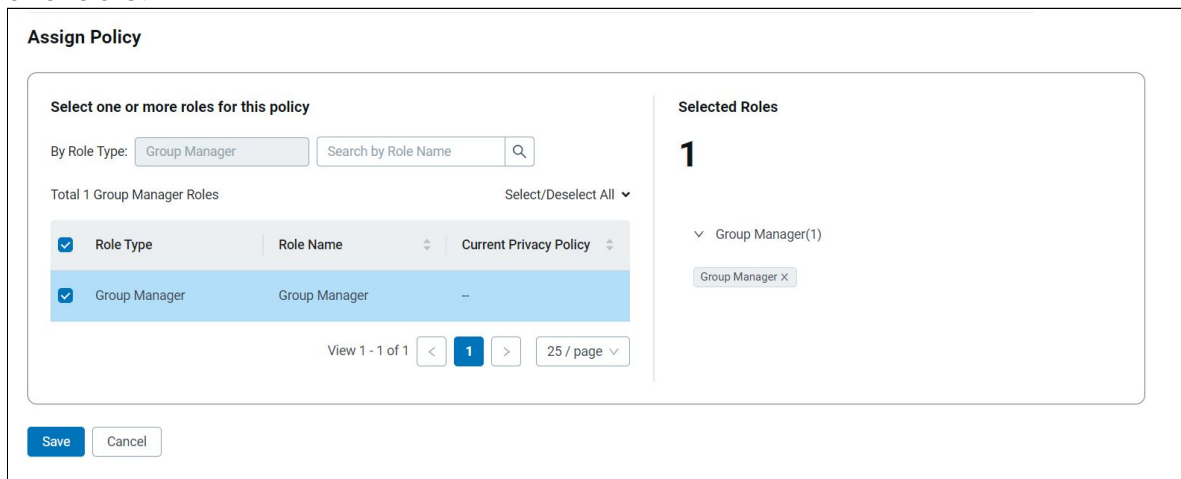 Assign Policy
Select one or more roles for this policy
By Role Type: Group Manager Search by Role Name
Total 1 Group Manager Roles Select/Deselect All
Role Type Role Name Current Privacy Policy
Group Manager Group Manager --
View 1 - 1 of 1 < 1 > 25 / page
Selected Roles
1
Group Manager(1)
Group Manager X
Save Cancel